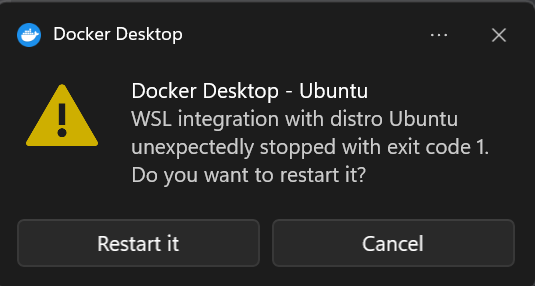 Docker Desktop
Docker Desktop - Ubuntu
WSL integration with distro Ubuntu
unexpectedly stopped with exit code 1.
Do you want to restart it?
Restart it
Cancel